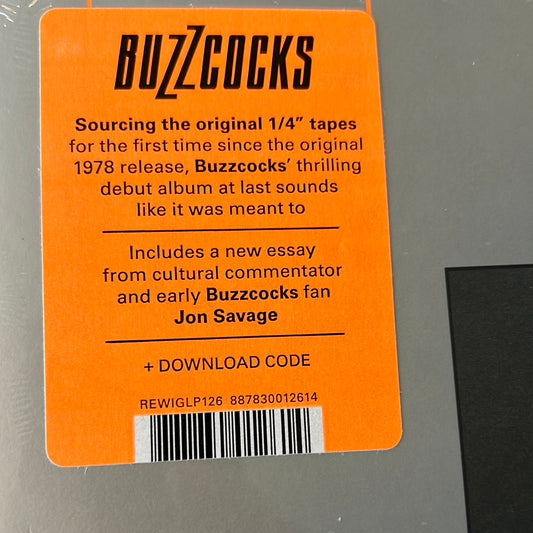 BUZZCOCKS
Sourcing the original 1/4” tapes
for the first time since the original
1978 release, Buzzcocks’ thrilling
debut album at last sounds
like it was meant to
Includes a new essay
from cultural commentator
and early Buzzcocks fan
Jon Savage
+ DOWNLOAD CODE
REWIGLP126 887830012614